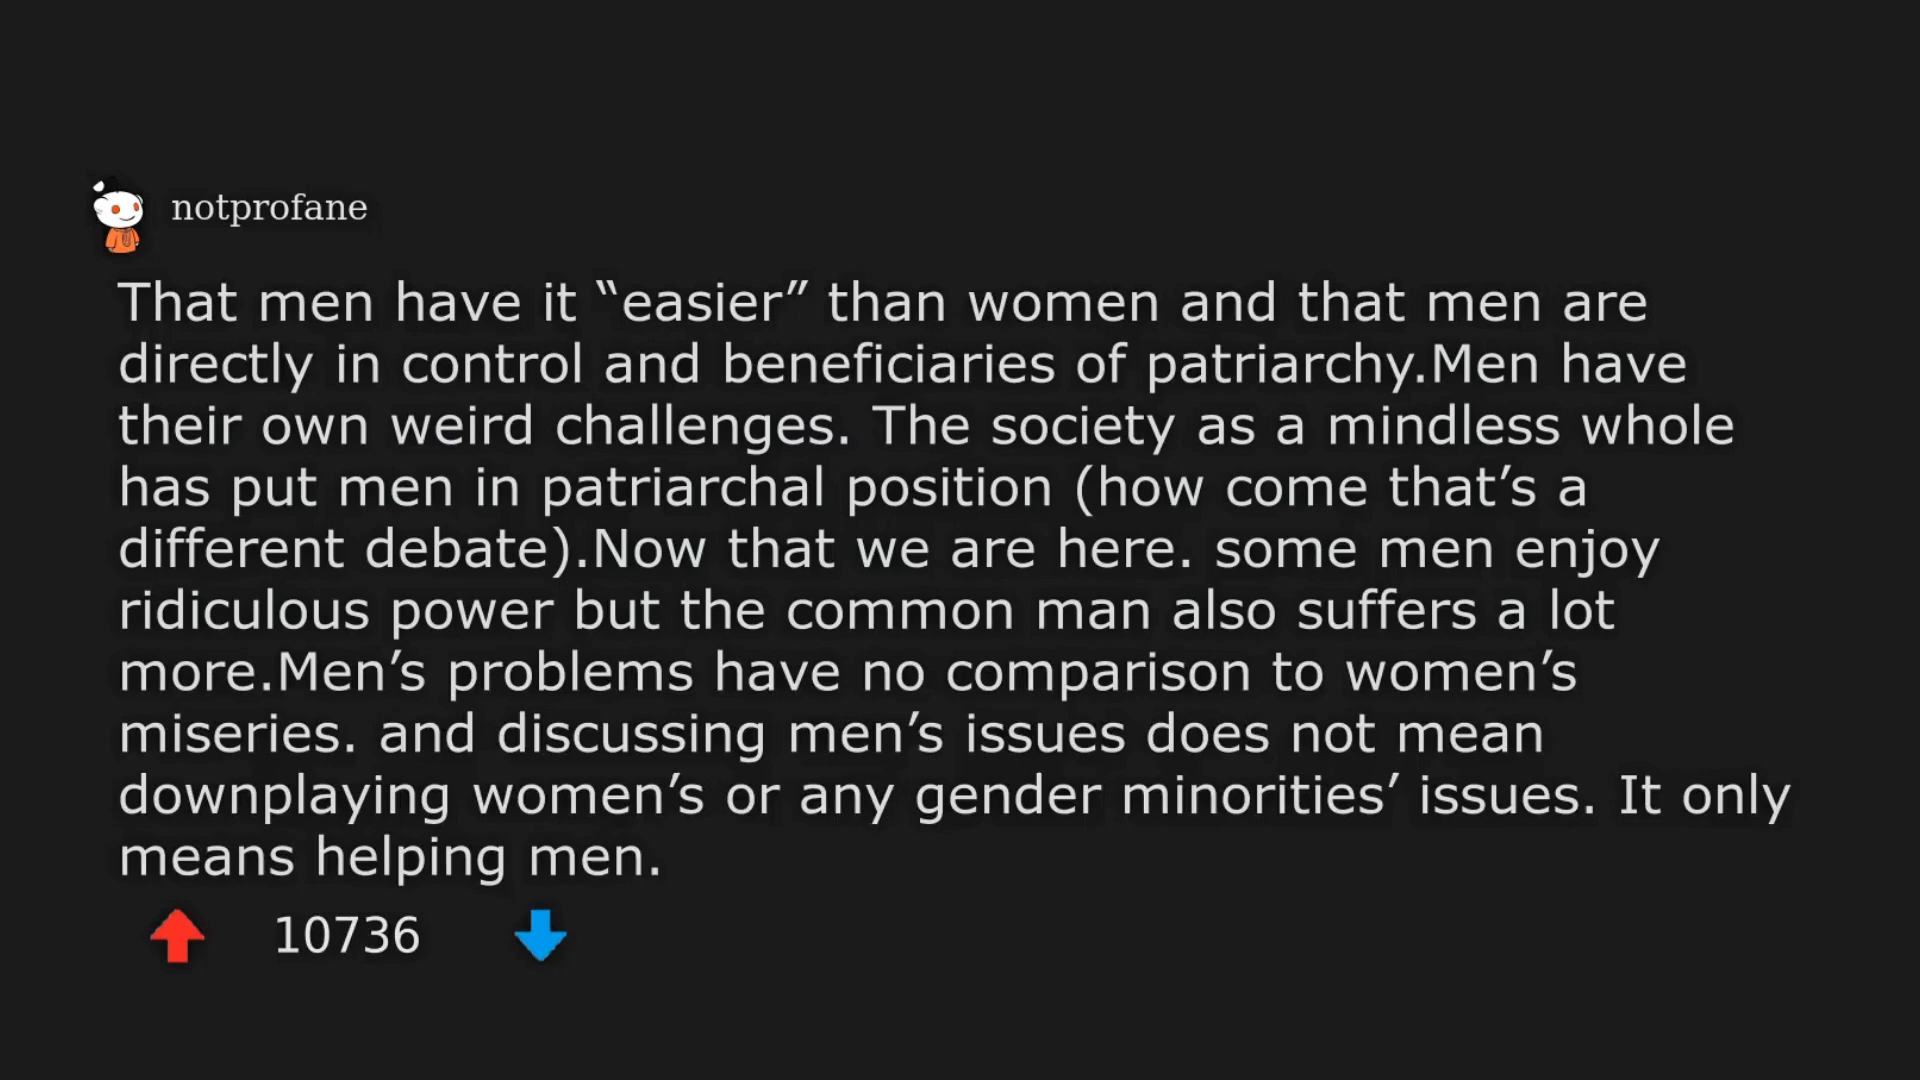 notprofane
That men have it “easier” than women and that men are
directly in control and beneficiaries of patriarchy.Men have
their own weird challenges. The society as a mindless whole
has put men in patriarchal position (how come that’s a
different debate).Now that we are here. some men enjoy
ridiculous power but the common man also suffers a lot
more.Men’s problems have no comparison to women’s
miseries. and discussing men’s issues does not mean
downplaying women’s or any gender minorities’ issues. It only
means helping men.
10736